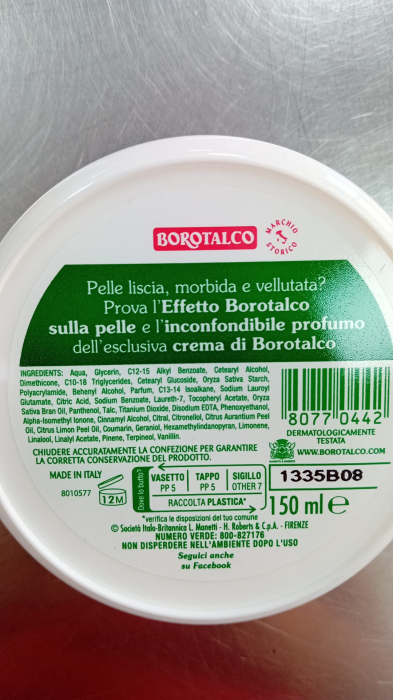 BOROTALCO
MARCHIO STORICO
Pelle liscia, morbida e vellutata?
Prova l'Effetto Borotalco
sulla pelle e l'inconfondibile profumo
dell'esclusiva crema di Borotalco
INGREDIENTS: Aqua, Glycerin, C12-15 Alkyl Benzoate, Cetearyl Alcohol,
Dimethicone, C10-18 Triglycerides, Cetearyl Glucoside, Oryza Sativa Starch,
Polyacrylamide, Behenyl Alcohol, Parfum, C13-14 Isoalkane, Sodium Lauroyl
Glutamate, Citric Acid, Sodium Benzoate, Laureth-7, Tocopheryl Acetate, Oryza
Sativa Bran Oil, Panthenol, Talc, Titanium Dioxide, Disodium EDTA, Phenoxyethanol,
Alpha-Isomethyl Ionone, Cinnamyl Alcohol, Citral, Citronellol, Citrus Aurantium Peel
Oil, Citrus Limon Peel Oil, Coumarin, Geraniol, Hexamethylindanopyran, Limonene,
Linalool, Linalyl Acetate, Pinene, Terpineol, Vanillin.
8077 0442
DERMATOLOGICAMENTE
TESTATA
WWW.BOROTALCO.COM
CHIUDERE ACCURATAMENTE LA CONFEZIONE PER GARANTIRE
LA CORRETTA CONSERVAZIONE DEL PRODOTTO.
MADE IN ITALY
8010577
12M
Dove lo butto?
VASETTO TAPPO SIGILLO
PP 5 PP 5 OTHER 7
RACCOLTA PLASTICA*
1335B08
150 ml e
*verifica le disposizioni del tuo comune
© Società Italo-Britannica L. Manetti - H. Roberts & C.p.A. - FIRENZE
NUMERO VERDE: 800-827176
NON DISPERDERE NELL'AMBIENTE DOPO L'USO
Seguici anche
su Facebook